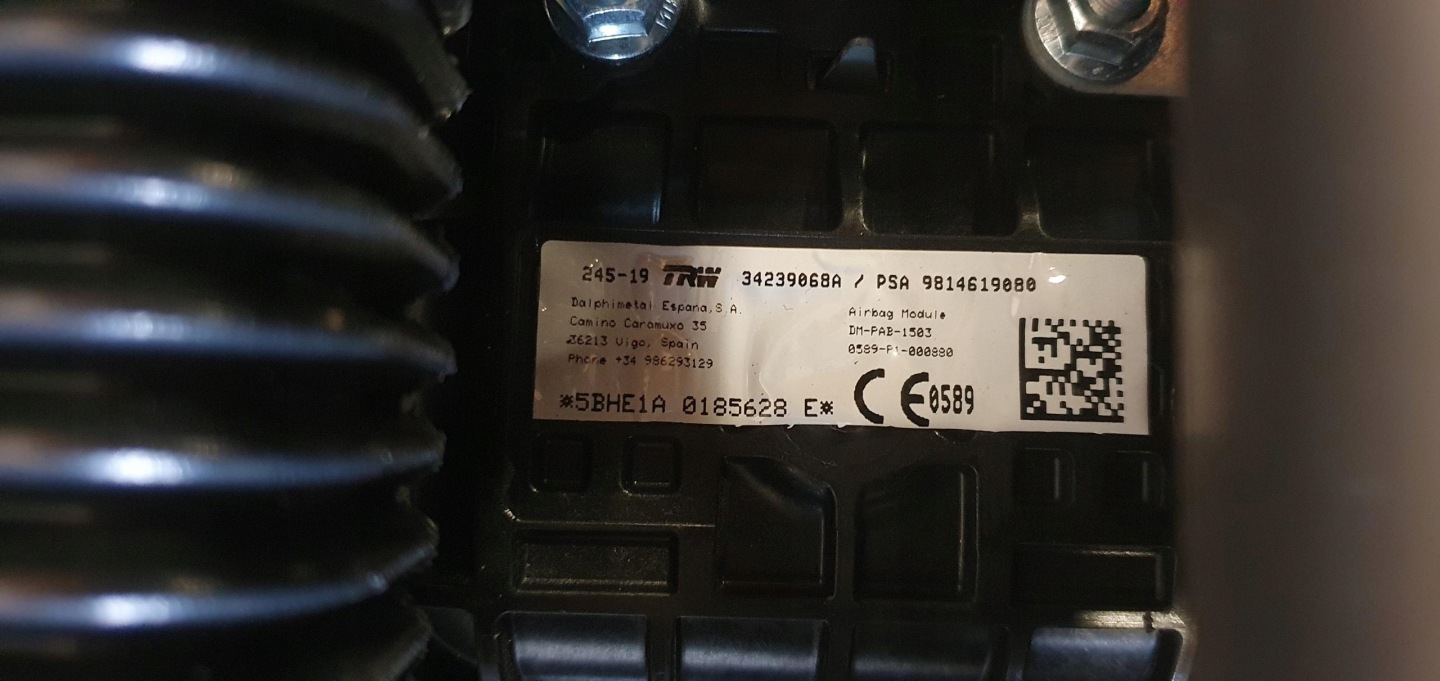 245-19 TRW 34239068A / PSA 9814619080
Dalphimetal Espana, S.A.
Camino Caramuxo 35
36213 Vigo, Spain
Phone +34 986293129
Airbag Module
DM-PAB-1503
0589-P1-000880
*5BHE1A 0185628 E*
CE0589